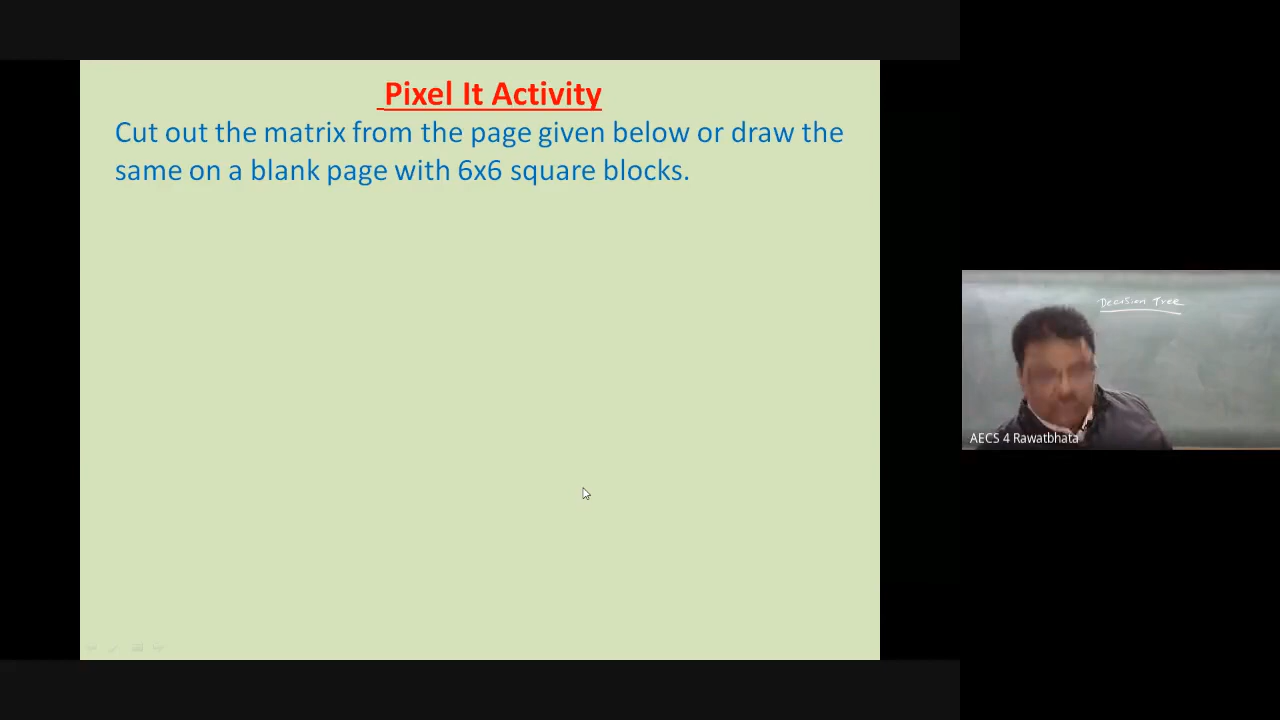 Pixel It Activity
Cut out the matrix from the page given below or draw the
same on a blank page with 6x6 square blocks.
Decision Tree
AECS 4 Rawatbhata